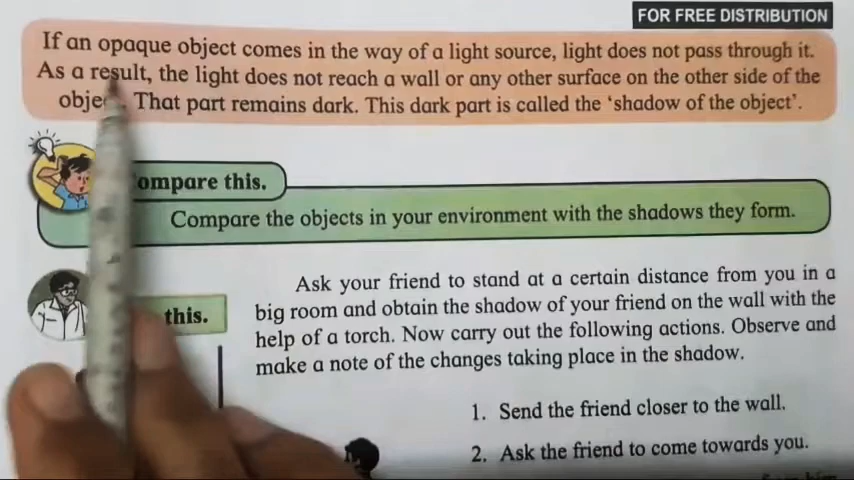 FOR FREE DISTRIBUTION
If an opaque object comes in the way of a light source, light does not pass through it.
As a result, the light does not reach a wall or any other surface on the other side of the
That part remains dark. This dark part is called the ‘shadow of the object’.
ompare this.
Compare the objects in your environment with the shadows they form.
this.
Ask your friend to stand at a certain distance from you in a
big room and obtain the shadow of your friend on the wall with the
help of a torch. Now carry out the following actions. Observe and
make a note of the changes taking place in the shadow.
1. Send the friend closer to the wall.
2. Ask the friend to come towards you.